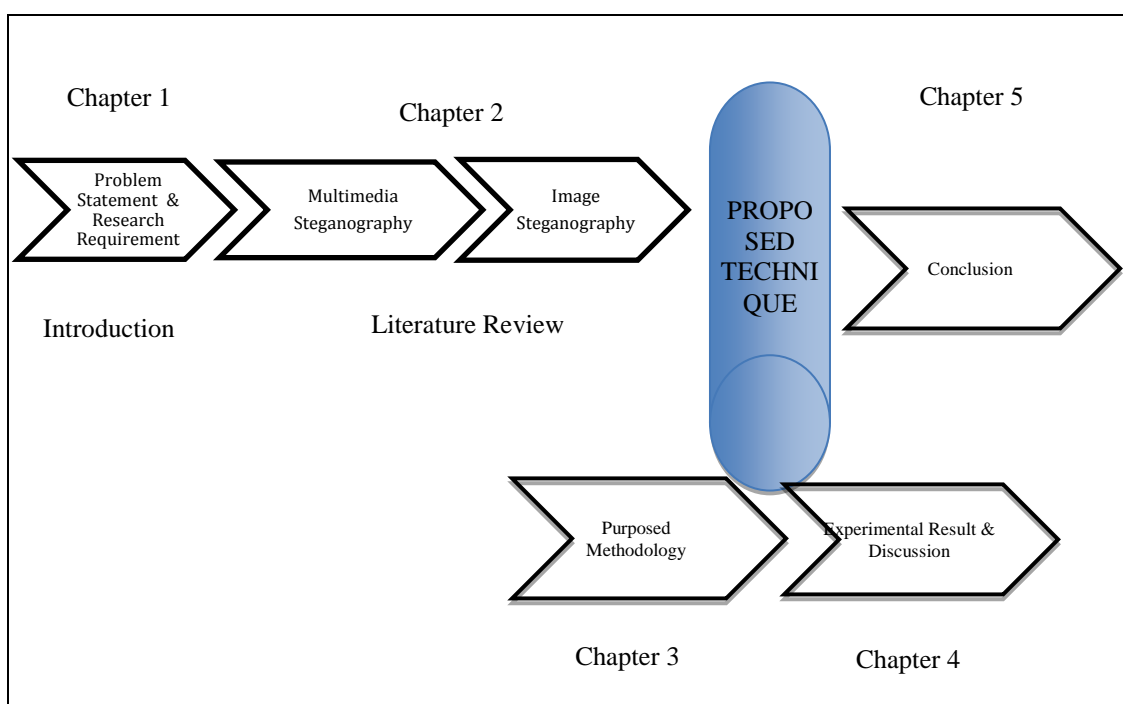 Chapter 1
Chapter 2
Chapter 5
Problem
Statement &
Research
Requirement
Multimedia
Steganography
Image
Steganography
PROPO
SED
TECHNI
QUE
Conclusion
Introduction
Literature Review
Purposed
Methodology
Experimental Result &
Discussion
Chapter 3
Chapter 4